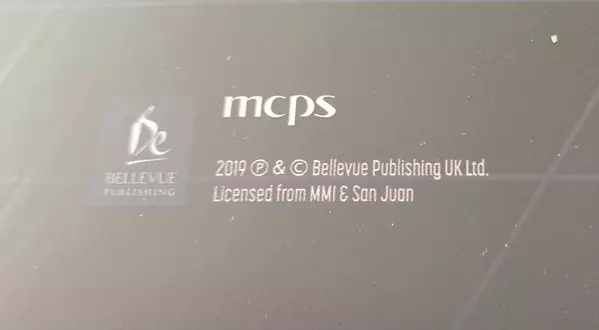 mcps
be
BELLEVUE
PUBLISHING
2019 ℗ & © Bellevue Publishing UK Ltd.
Licensed from MMI & San Juan